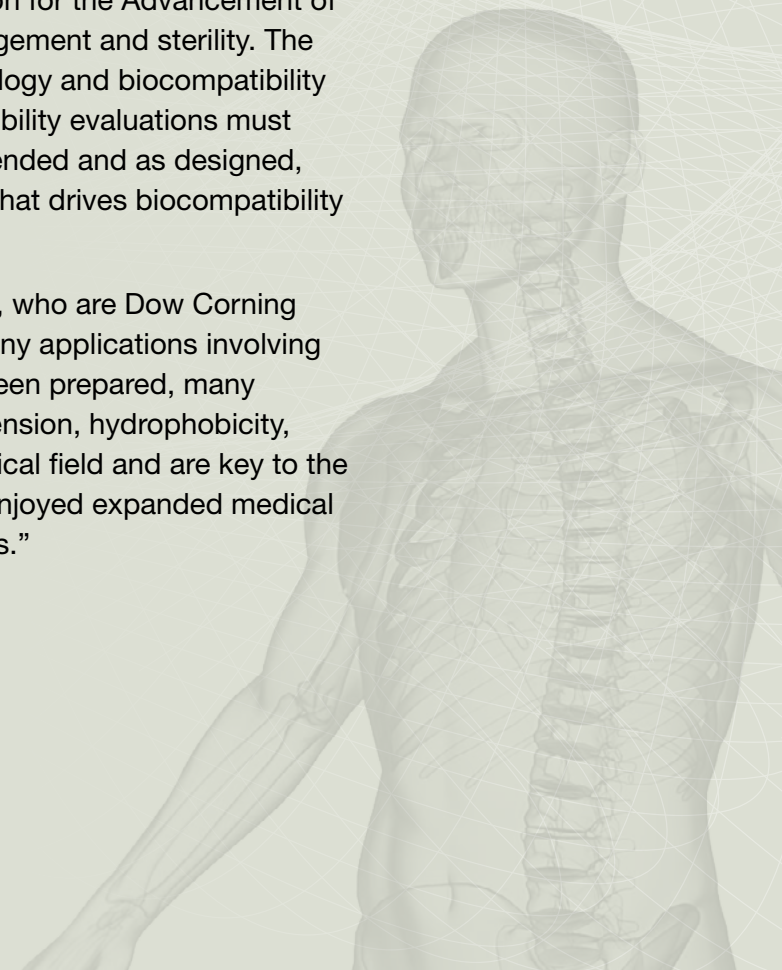 on for the Advancement of
gement and sterility. The
logy and biocompatibility
bility evaluations must
ended and as designed,
hat drives biocompatibility
, who are Dow Corning
ny applications involving
een prepared, many
ension, hydrophobicity,
ical field and are key to the
njoyed expanded medical
s.”